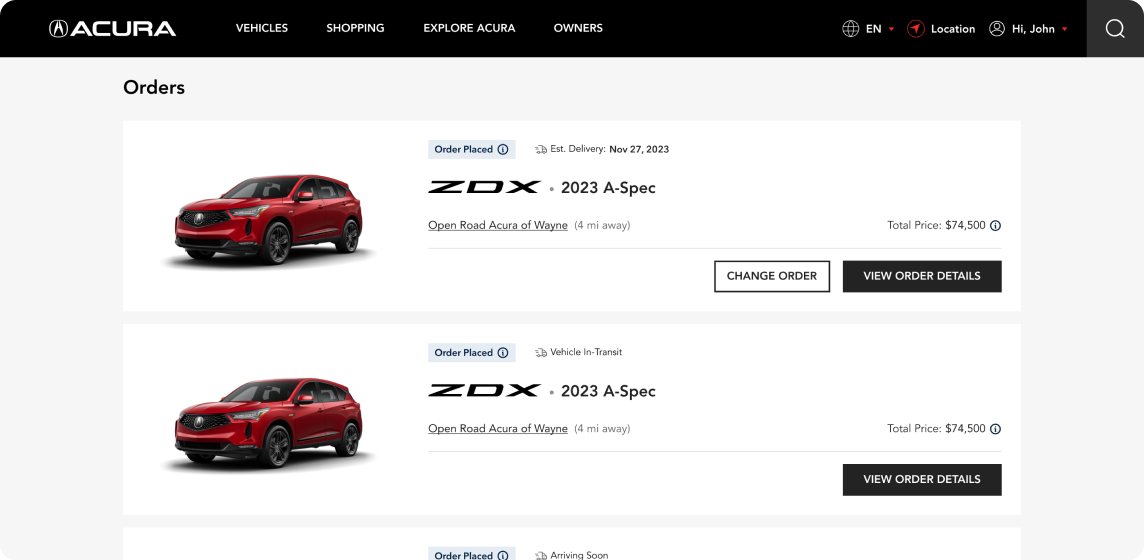 ACURA VEHICLES SHOPPING EXPLORE ACURA OWNERS EN Location Hi, John
Orders
Order Placed Est. Delivery: Nov 27, 2023
ZDX • 2023 A-Spec
Open Road Acura of Wayne (4 mi away) Total Price: $74,500
CHANGE ORDER VIEW ORDER DETAILS
Order Placed Vehicle In-Transit
ZDX • 2023 A-Spec
Open Road Acura of Wayne (4 mi away) Total Price: $74,500
VIEW ORDER DETAILS
Order Placed Arriving Soon